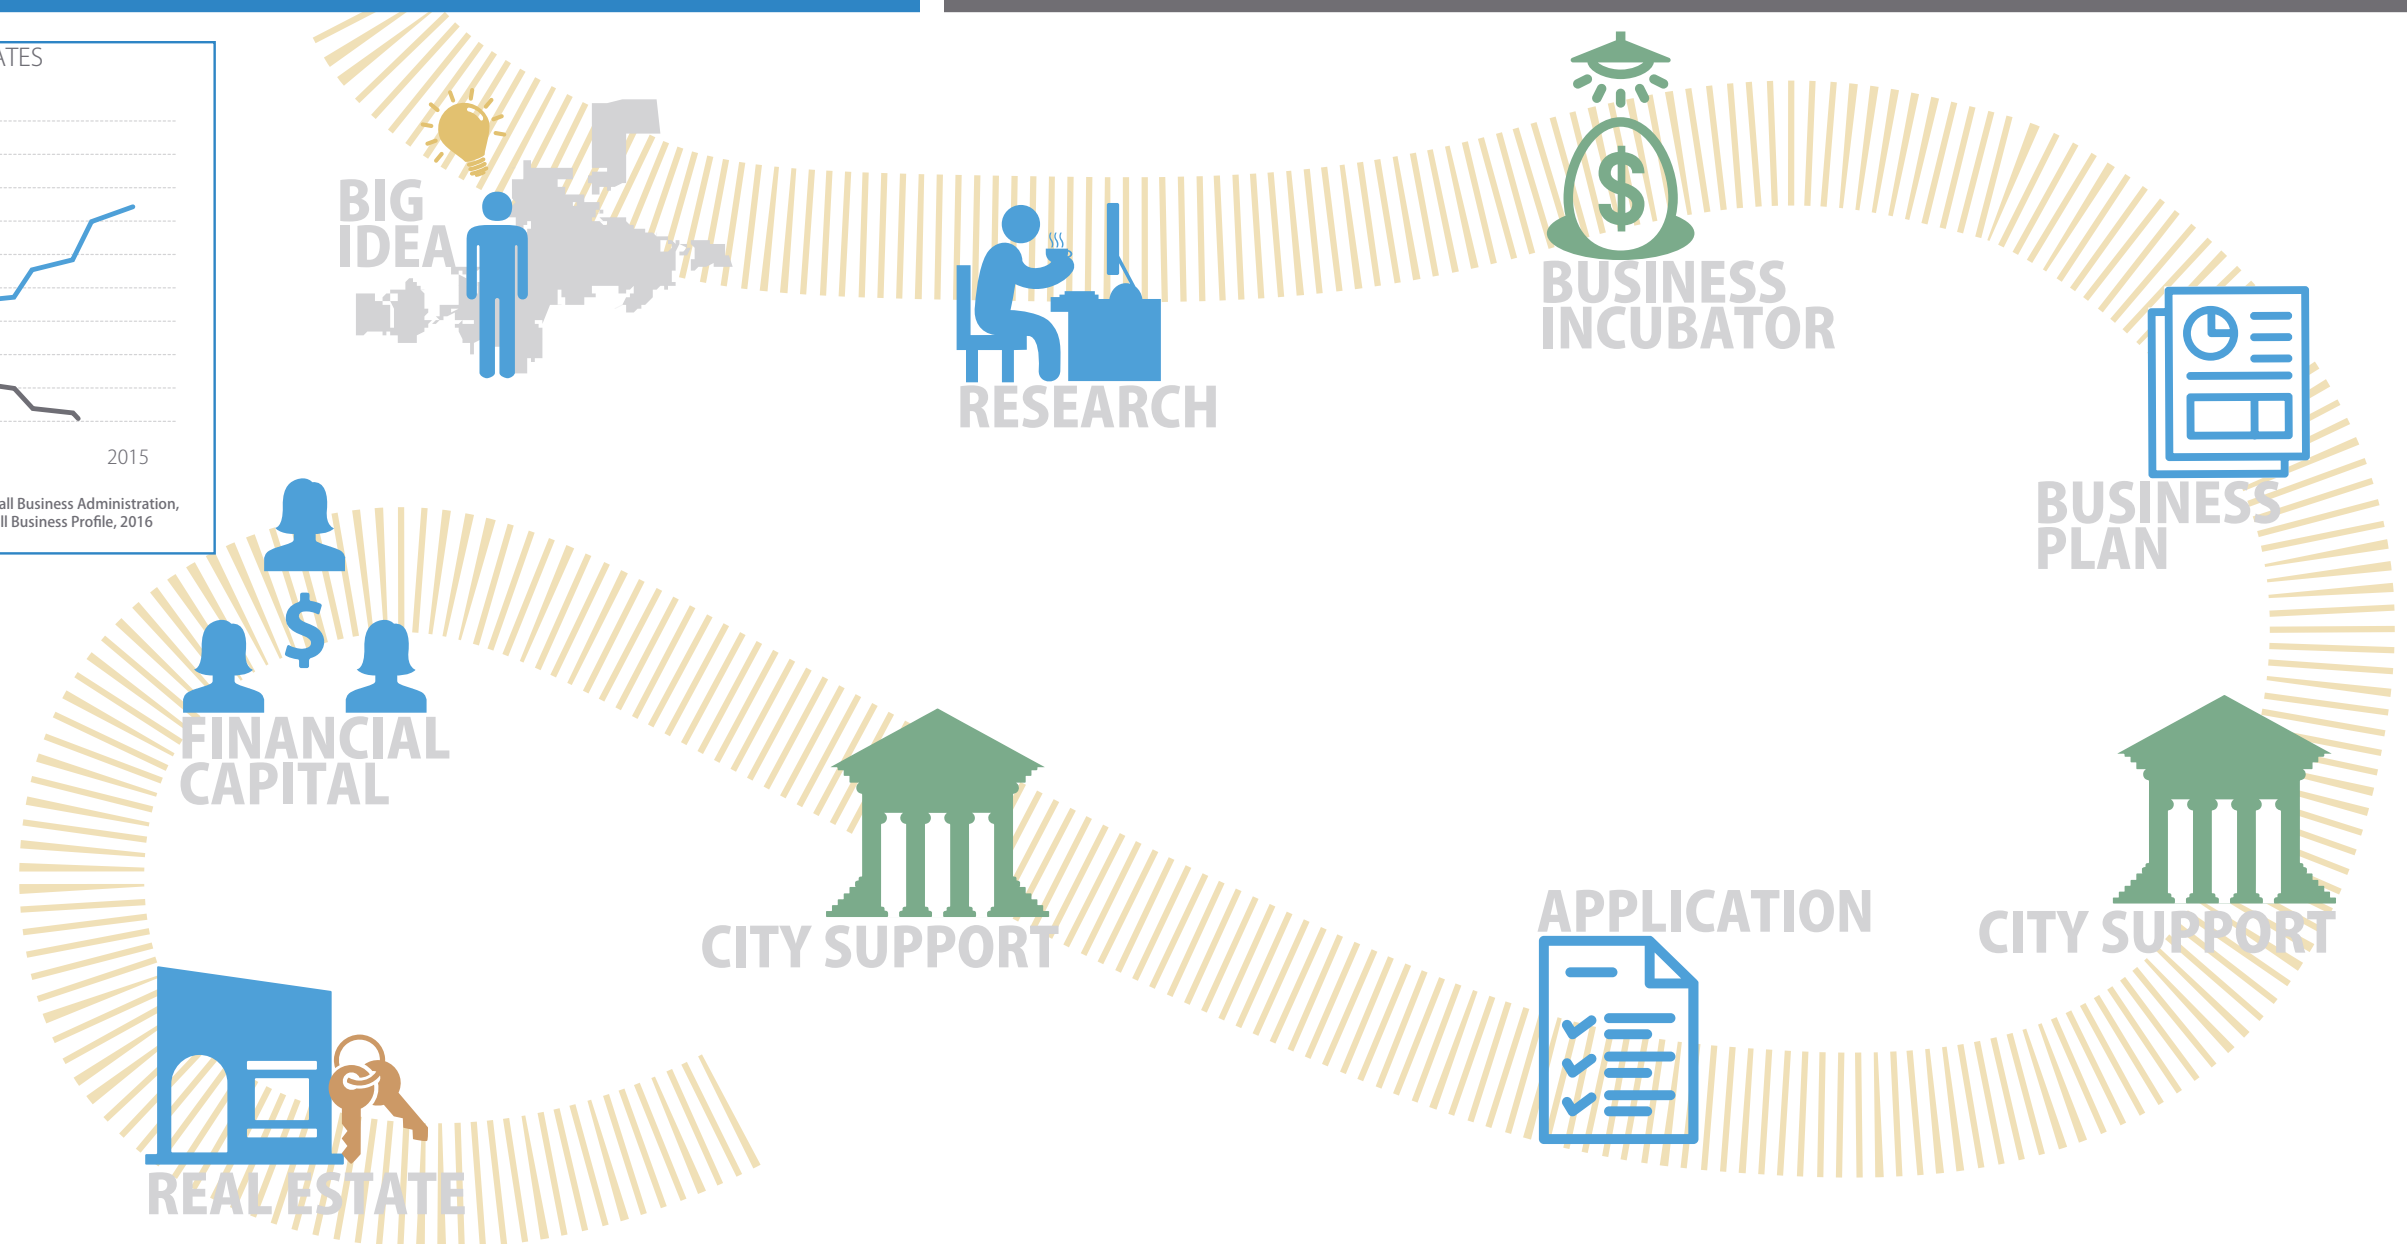 2015
all Business Administration,
ll Business Profile, 2016
BIG
IDEA
RESEARCH
$
BUSINESS
INCUBATOR
BUSINESS
PLAN
$
FINANCIAL
CAPITAL
CITY SUPPORT
APPLICATION
CITY SUPPORT
REAL ESTATE